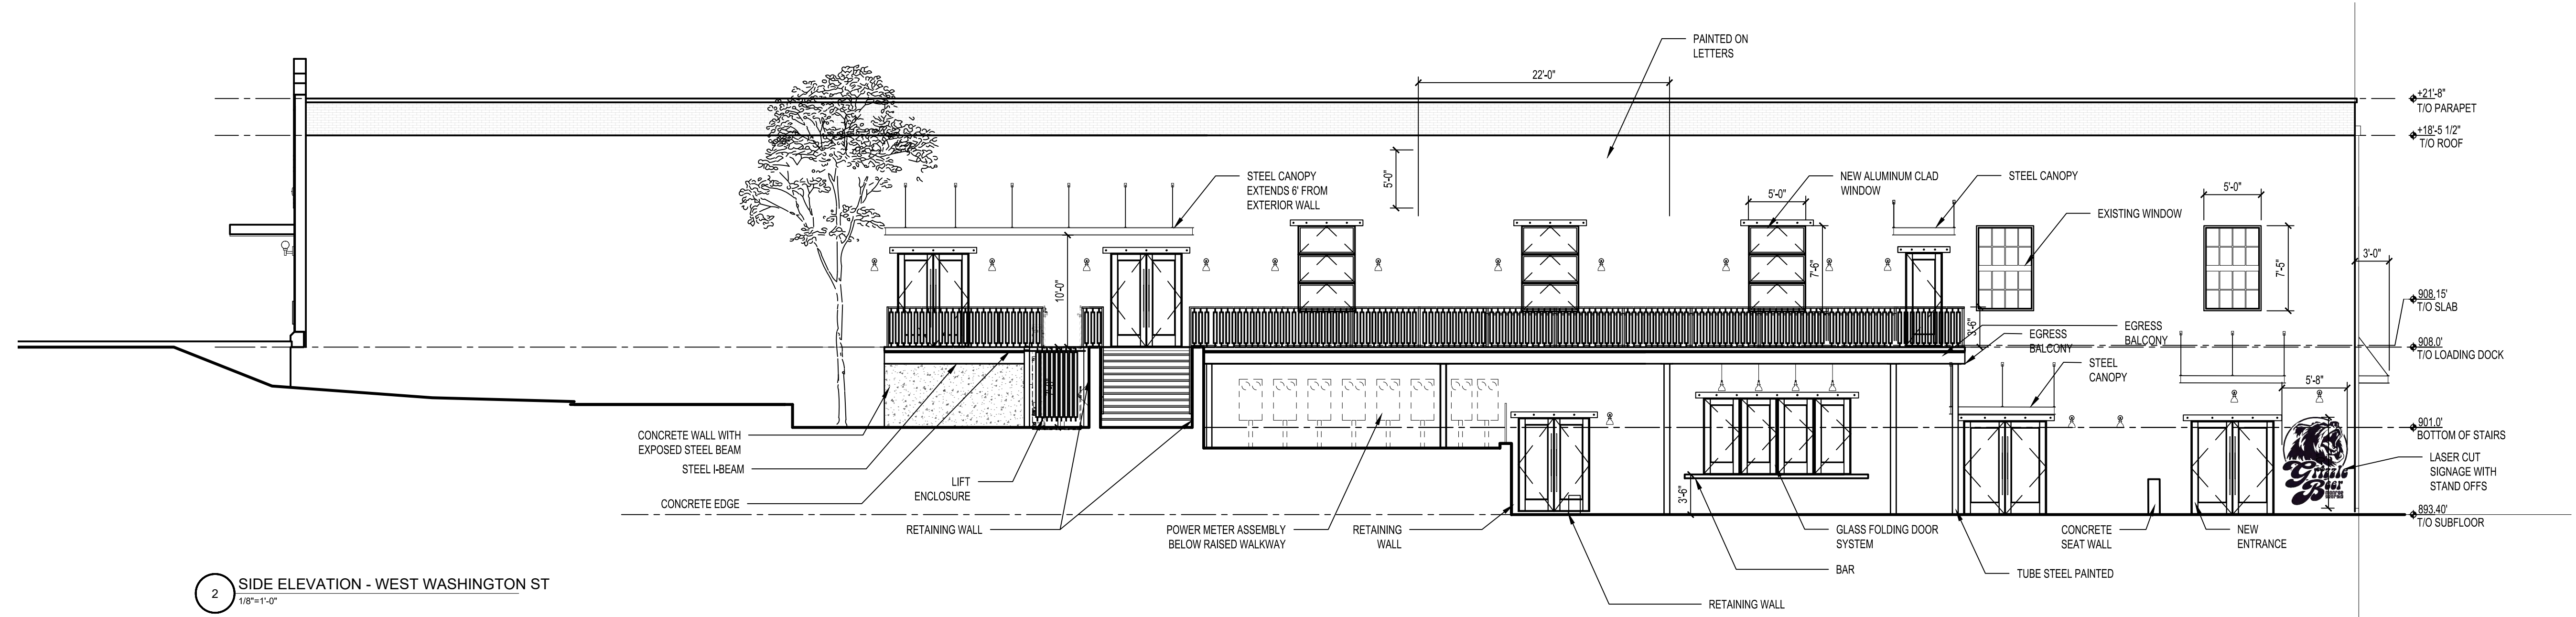 PAINTED ON
LETTERS
22'-0"
+21'-8"
T/O PARAPET
+18'-5 1/2"
T/O ROOF
5'-0"
STEEL CANOPY
EXTENDS 6' FROM
EXTERIOR WALL
NEW ALUMINUM CLAD
WINDOW
5'-0"
STEEL CANOPY
5'-0"
EXISTING WINDOW
10'-0"
7'-6"
7'-5"
3'-0"
908.15'
T/O SLAB
3'-6"
EGRESS
BALCONY
EGRESS
BALCONY
908.0'
T/O LOADING DOCK
STEEL
CANOPY
5'-8"
901.0'
BOTTOM OF STAIRS
CONCRETE WALL WITH
EXPOSED STEEL BEAM
STEEL I-BEAM
LIFT
ENCLOSURE
CONCRETE EDGE
RETAINING WALL
POWER METER ASSEMBLY
BELOW RAISED WALKWAY
RETAINING
WALL
3'-6"
GLASS FOLDING DOOR
SYSTEM
BAR
RETAINING WALL
TUBE STEEL PAINTED
CONCRETE
SEAT WALL
NEW
ENTRANCE
Grizzle
Beer
LASER CUT
SIGNAGE WITH
STAND OFFS
893.40'
T/O SUBFLOOR
2
SIDE ELEVATION - WEST WASHINGTON ST
1/8"=1'-0"